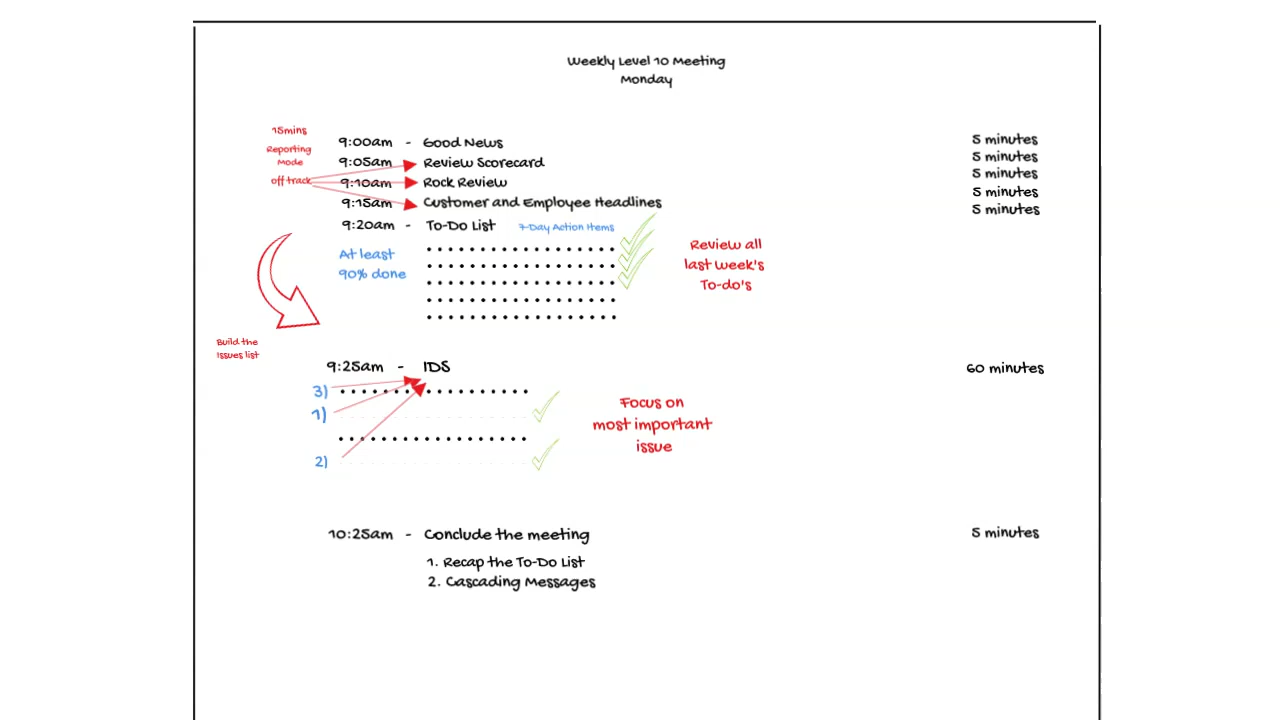 Weekly Level 10 Meeting
Monday
15mins
Reporting
Mode
off track
9:00am - Good News 5 minutes
9:05am Review Scorecard 5 minutes
9:10am Rock Review 5 minutes
9:15am Customer and Employee Headlines 5 minutes
9:20am - To-Do List 7-Day Action Items 5 minutes
At least
90% done
Review all
last week's
To-do's
Build the
Issues list
9:25am - IDS 60 minutes
3)
1)
2)
Focus on
most important
issue
10:25am - Conclude the meeting 5 minutes
1. Recap the To-Do List
2. Cascading Messages